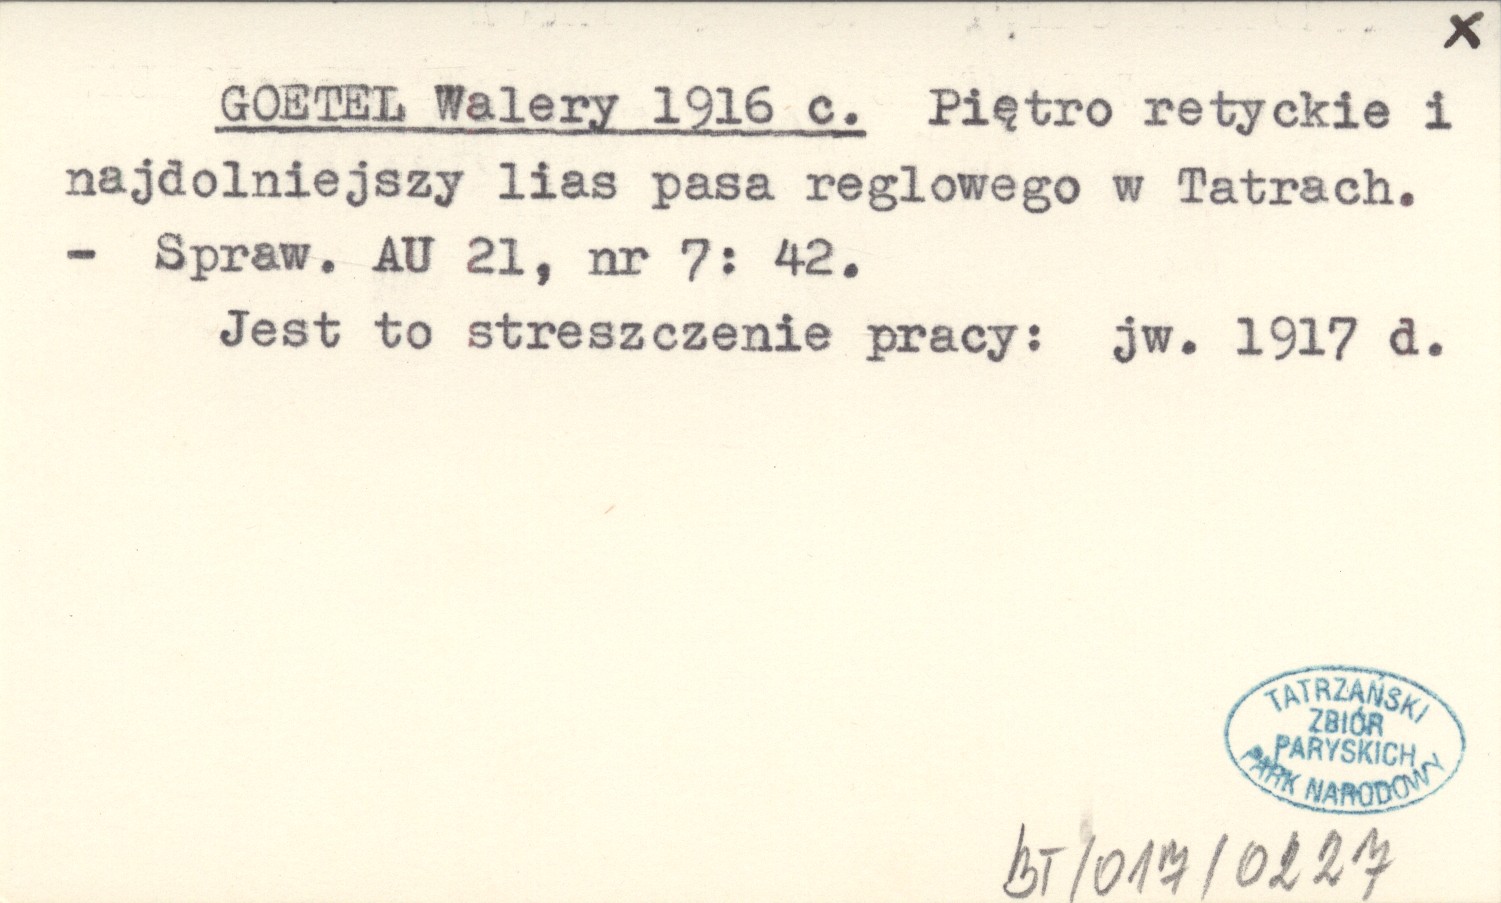 x
GOETEL Walery 1916 c. Piętro retyckie i
najdolniejszy lias pasa reglowego w Tatrach.
- Spraw. AU 21, nr 7: 42.
Jest to streszczenie pracy: jw. 1917 d.
TATRZAŃSKI
ZBIÓR
PARYSKICH
PARK NARODOWY
BT/017/0227